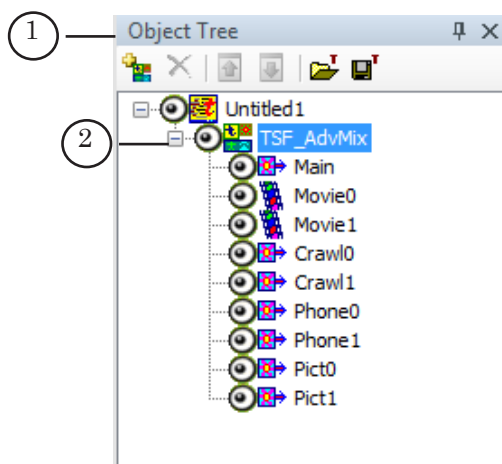 1
Object Tree
Untitled1
2
TSF_AdvMix
Main
Movie0
Movie1
Crawl0
Crawl1
Phone0
Phone1
Pict0
Pict1